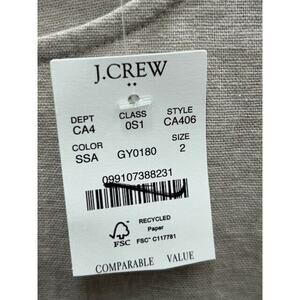 J.CREW
DEPT CLASS STYLE
CA4 0S1 CA406
COLOR SIZE
SSA GY0180 2
099107388231
RECYCLED
Paper
FSC
FSC™ C117781
COMPARABLE VALUE